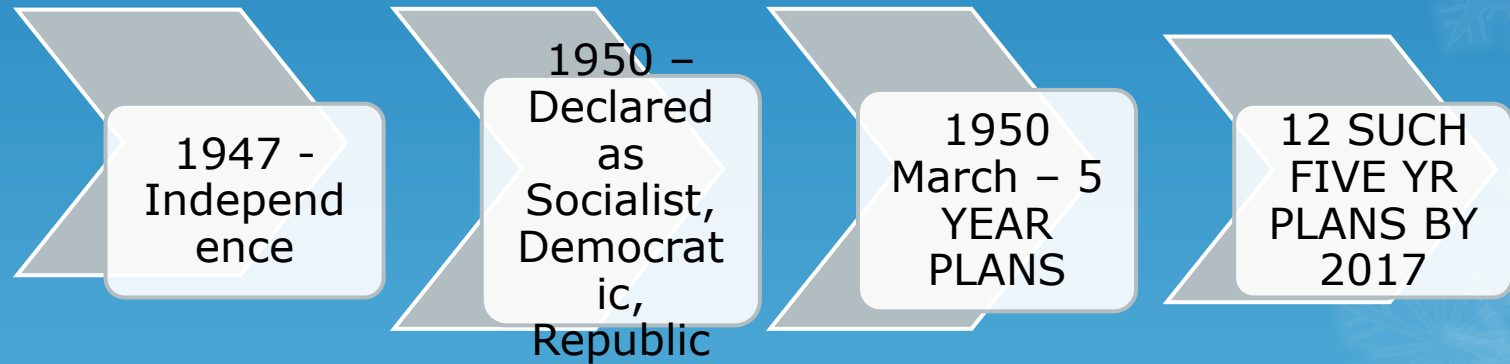 1947 -
Independ
ence
1950 –
Declared
as
Socialist,
Democrat
ic,
Republic
1950
March – 5
YEAR
PLANS
12 SUCH
FIVE YR
PLANS BY
2017